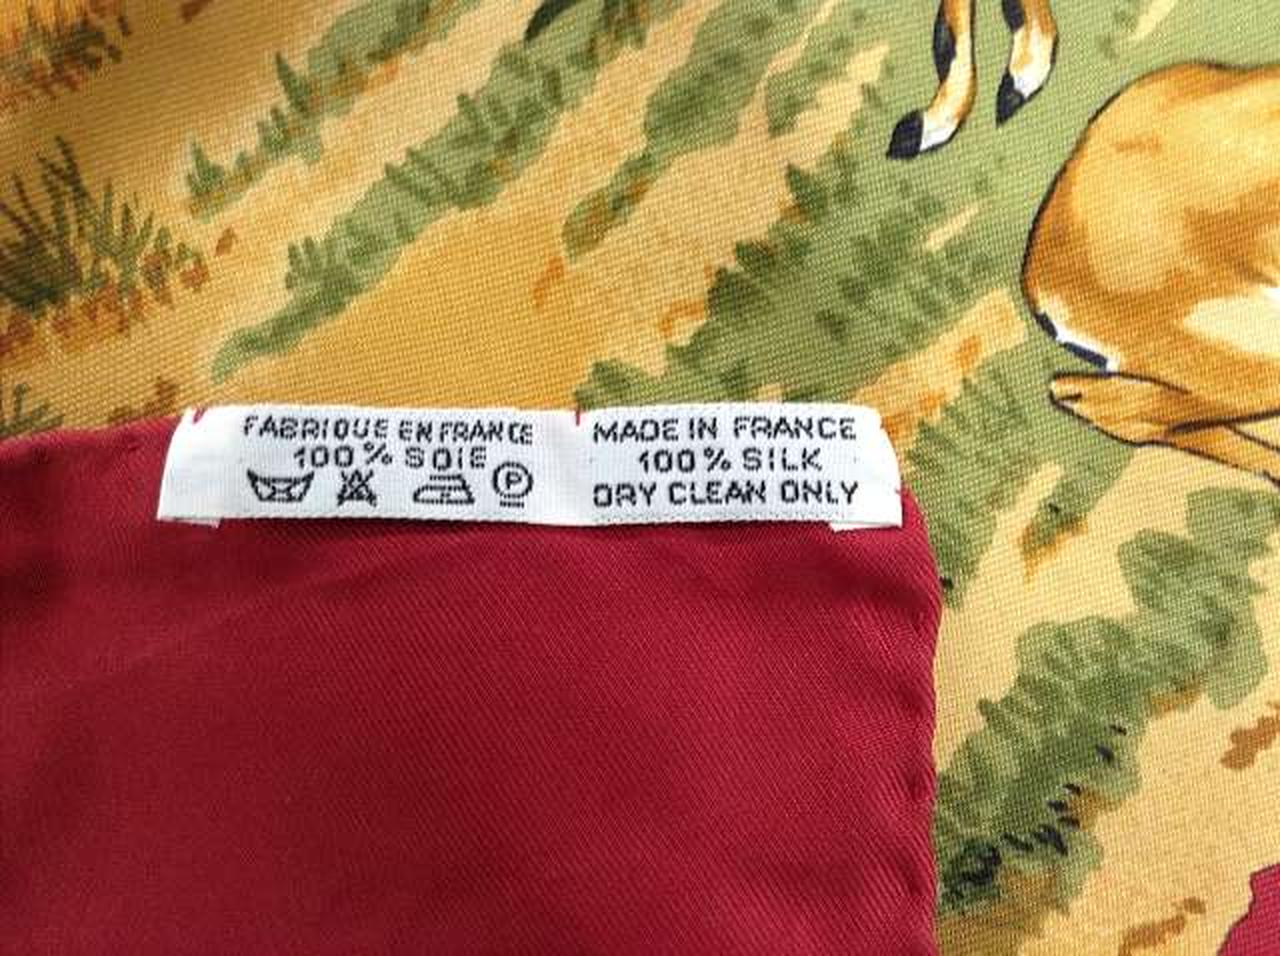 FABRIQUE EN FRANCE
100% SOIE
P
MADE IN FRANCE
100% SILK
DRY CLEAN ONLY